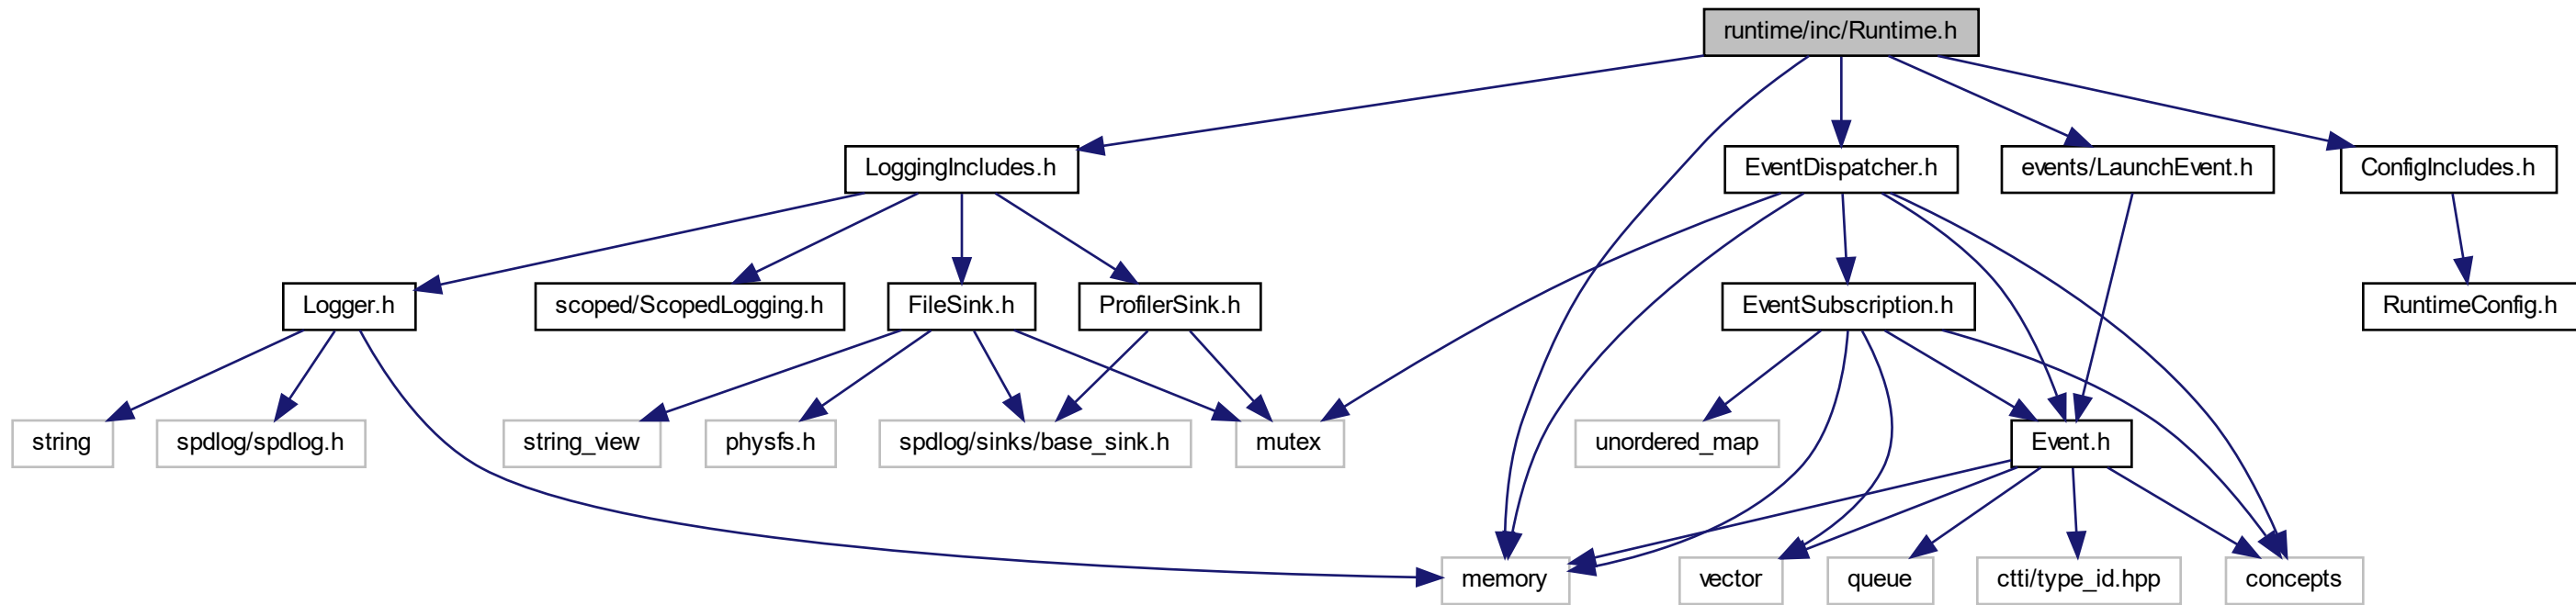 runtime/inc/Runtime.h
LoggingIncludes.h
EventDispatcher.h
events/LaunchEvent.h
ConfigIncludes.h
Logger.h
scoped/ScopedLogging.h
FileSink.h
ProfilerSink.h
EventSubscription.h
RuntimeConfig.h
string
spdlog/spdlog.h
string_view
physfs.h
spdlog/sinks/base_sink.h
mutex
unordered_map
Event.h
memory
vector
queue
ctti/type_id.hpp
concepts